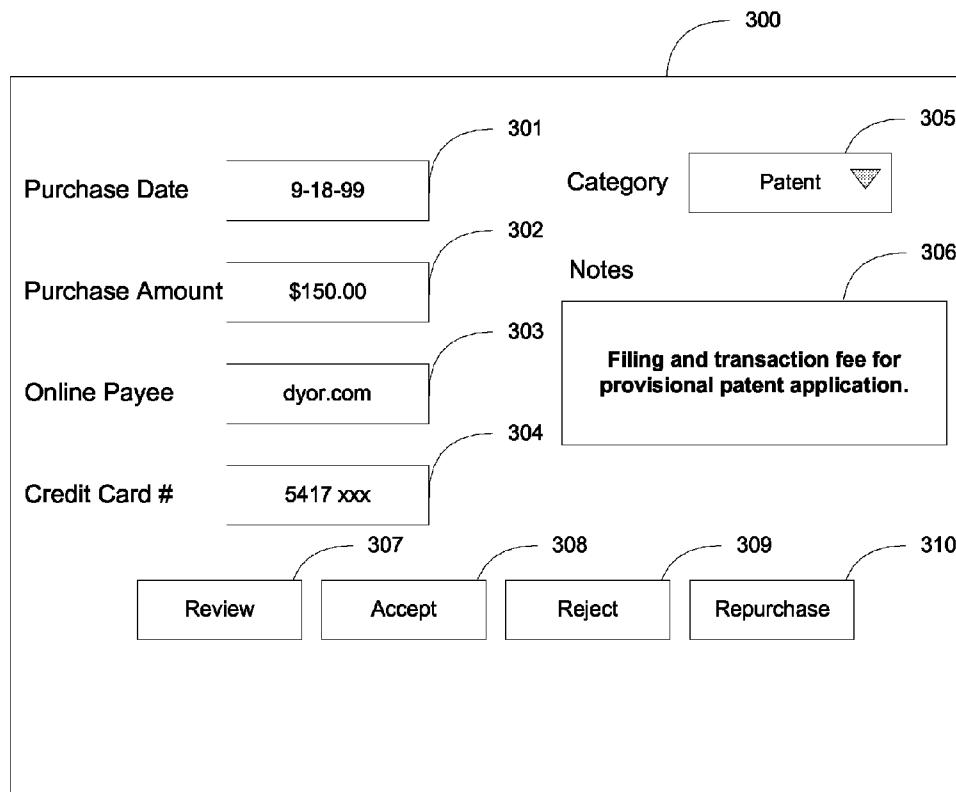 300
301
305
Purchase Date
9-18-99
Category
Patent
302
306
Notes
Purchase Amount
$150.00
303
Filing and transaction fee for
provisional patent application.
Online Payee
dyor.com
304
Credit Card #
5417 xxx
307
308
309
310
Review
Accept
Reject
Repurchase